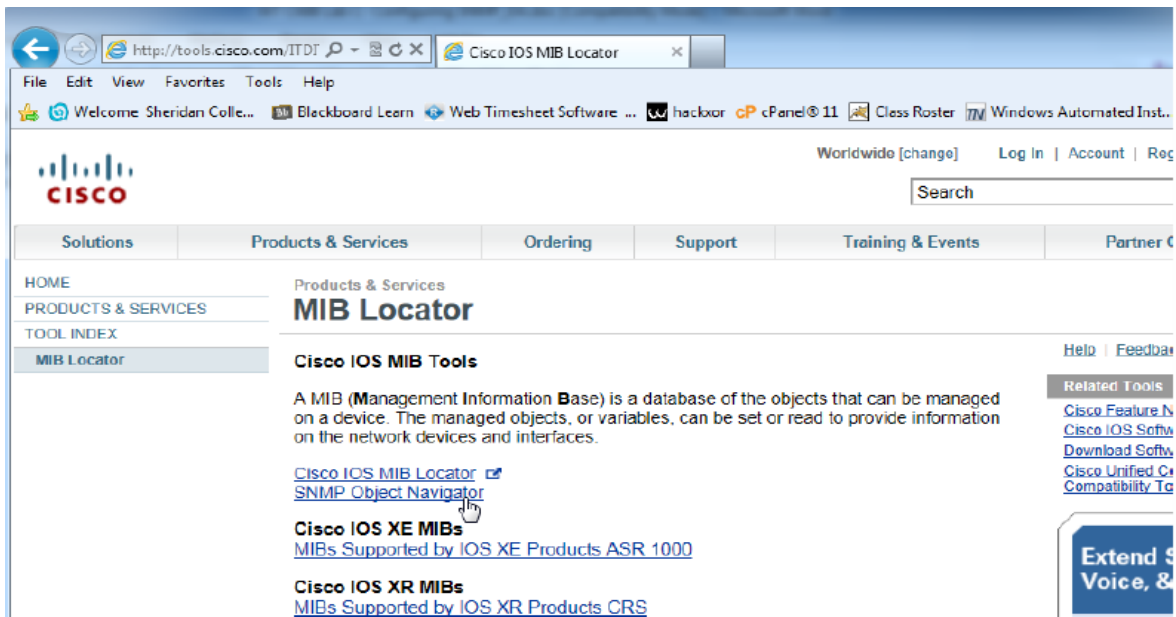 http://tools.cisco.com/ITDI
Cisco IOS MIB Locator
File Edit View Favorites Tools Help
Welcome Sheridan Colle... Blackboard Learn Web Timesheet Software ... hackxor cPanel® 11 Class Roster Windows Automated Inst..
Worldwide [change] Log In | Account | Reg
CISCO
Search
Solutions Products & Services Ordering Support Training & Events Partner C
HOME
PRODUCTS & SERVICES
TOOL INDEX
MIB Locator
Products & Services
MIB Locator
Cisco IOS MIB Tools
A MIB (Management Information Base) is a database of the objects that can be managed
on a device. The managed objects, or variables, can be set or read to provide information
on the network devices and interfaces.
Cisco IOS MIB Locator
SNMP Object Navigator
Cisco IOS XE MIBs
MIBs Supported by IOS XE Products ASR 1000
Cisco IOS XR MIBs
MIBs Supported by IOS XR Products CRS
Help | Feedba
Related Tools
Cisco Feature N
Cisco IOS Softw
Download Softw
Cisco Unified C
Compatibility To
Extend S
Voice, &